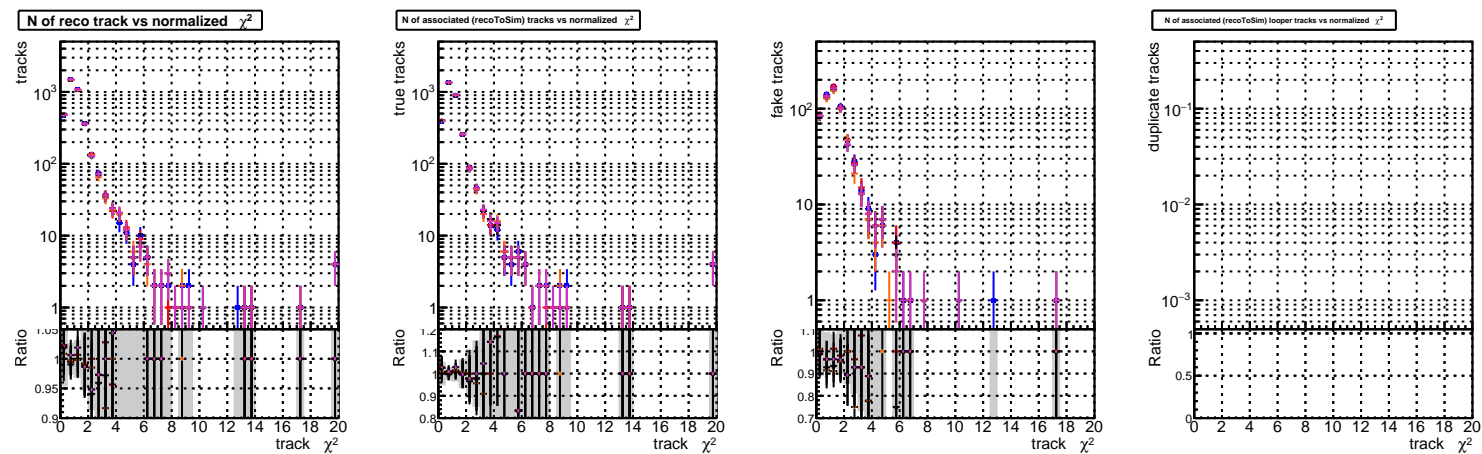 N of reco track vs normalized χ²
tracks
10³
10²
10
1
Ratio
1.05
1
0.95
0.9
0 2 4 6 8 10 12 14 16 18 20
track χ²
N of associated (recoToSim) tracks vs normalized χ²
true tracks
10³
10²
10
1
Ratio
1.2
1.1
1
0.9
0.8
0 2 4 6 8 10 12 14 16 18 20
track χ²
fake tracks
10²
10
1
Ratio
1.1
1
0.9
0.8
0.7
0 2 4 6 8 10 12 14 16 18 20
track χ²
N of associated (recoToSim) looper tracks vs normalized χ²
duplicate tracks
10⁻¹
10⁻²
10⁻³
Ratio
1
0.5
0
0 2 4 6 8 10 12 14 16 18 20
track χ²